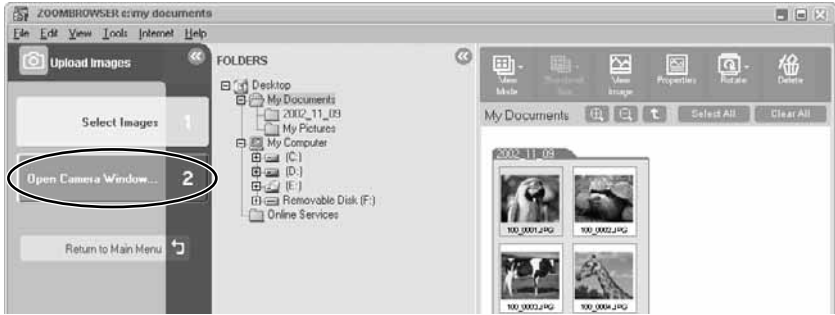 ZOOMBROWSER c:\my documents
File Edit View Tools Internet Help
Upload Images
Select Images 1
Open Camera Window... 2
Return to Main Menu
FOLDERS
Desktop
My Documents
2002_11_09
My Pictures
My Computer
(C:)
(D:)
(E:)
Removable Disk (F:)
Online Services
View Mode
Thumbnail Size
View Image
Properties
Rotate
Delete
My Documents
Select All
Clear All
2002_11_09
100_0001.JPG
100_0002.JPG
100_0003.JPG
100_0004.JPG